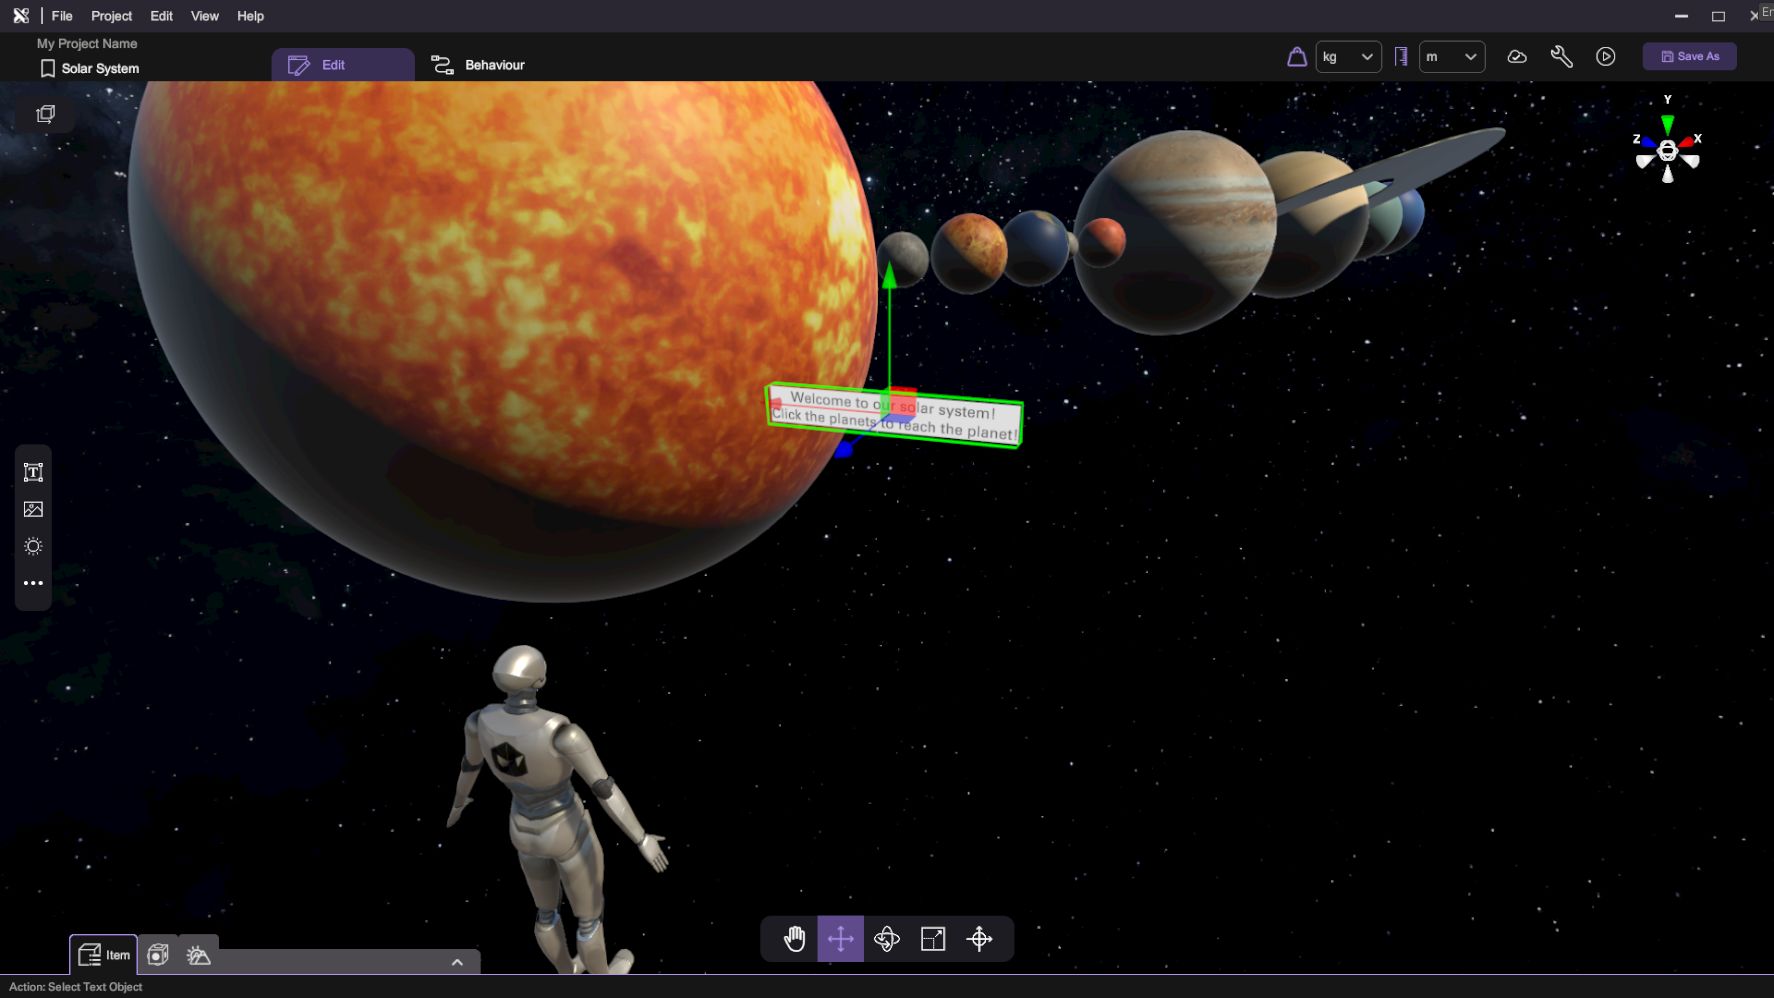 File Project Edit View Help
En
My Project Name
Solar System
Edit
Behaviour
kg
m
Save As
Y
Z
X
Welcome to our solar system!
Click the planets to reach the planet!
Item
Action: Select Text Object